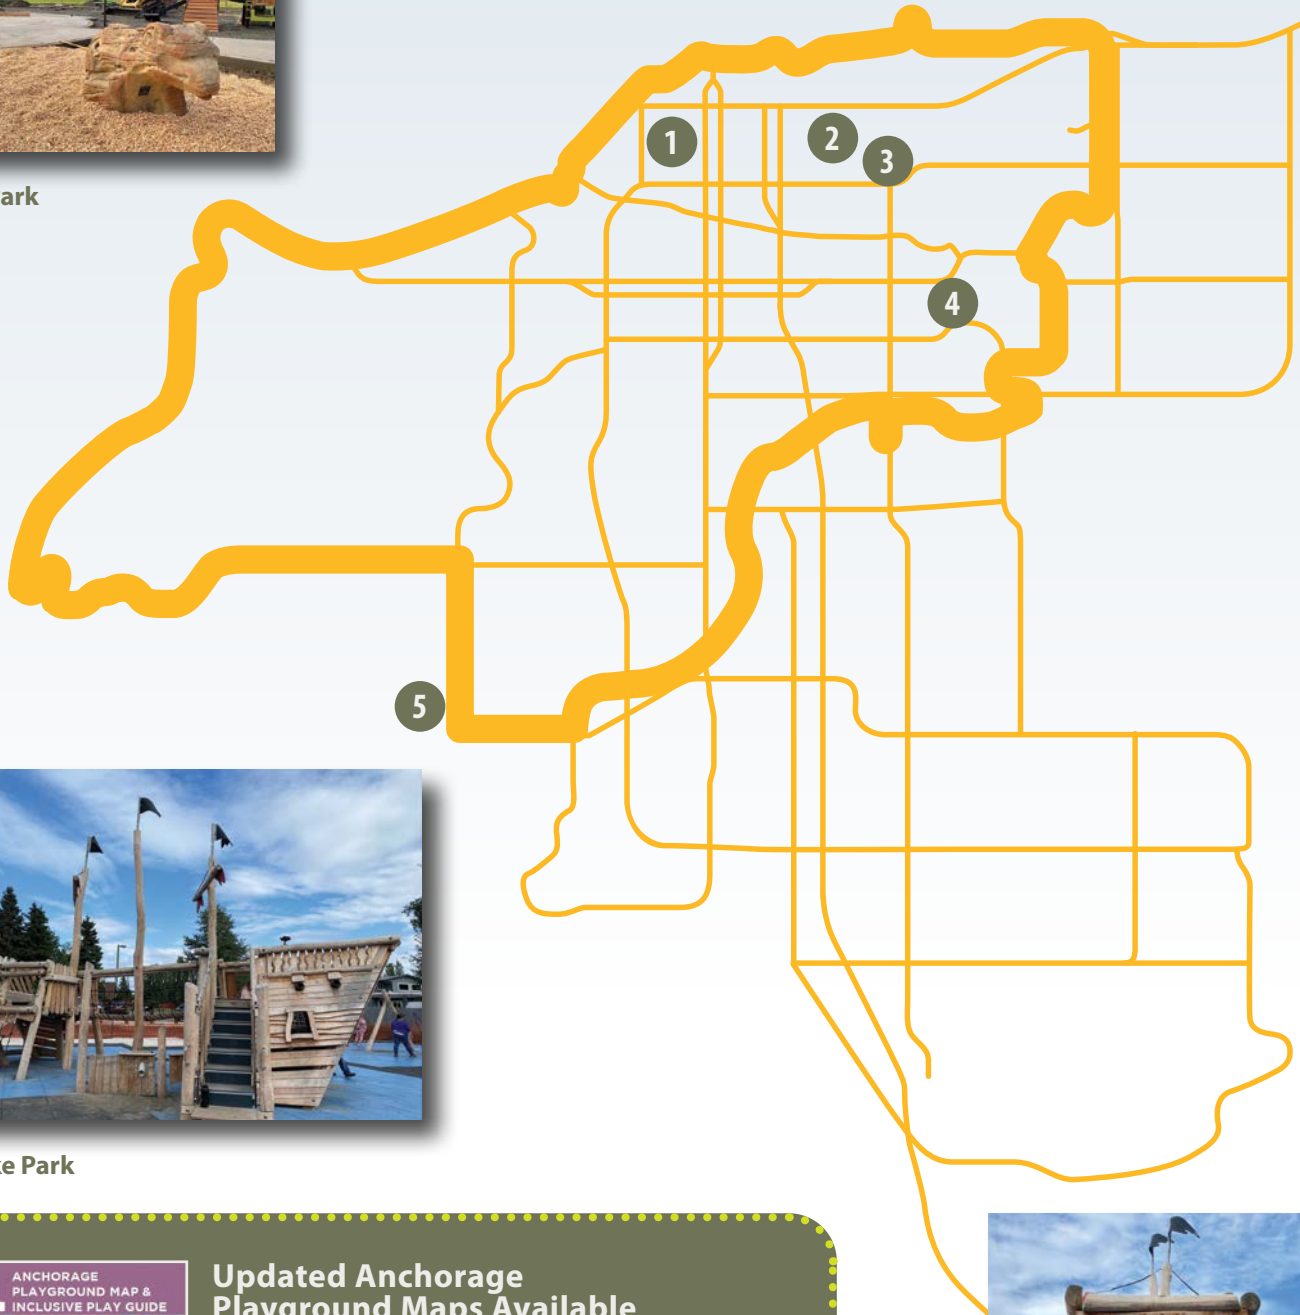 ark
1
2
3
4
5
e Park
ANCHORAGE
PLAYGROUND MAP &
INCLUSIVE PLAY GUIDE
Updated Anchorage
Playground Maps Available